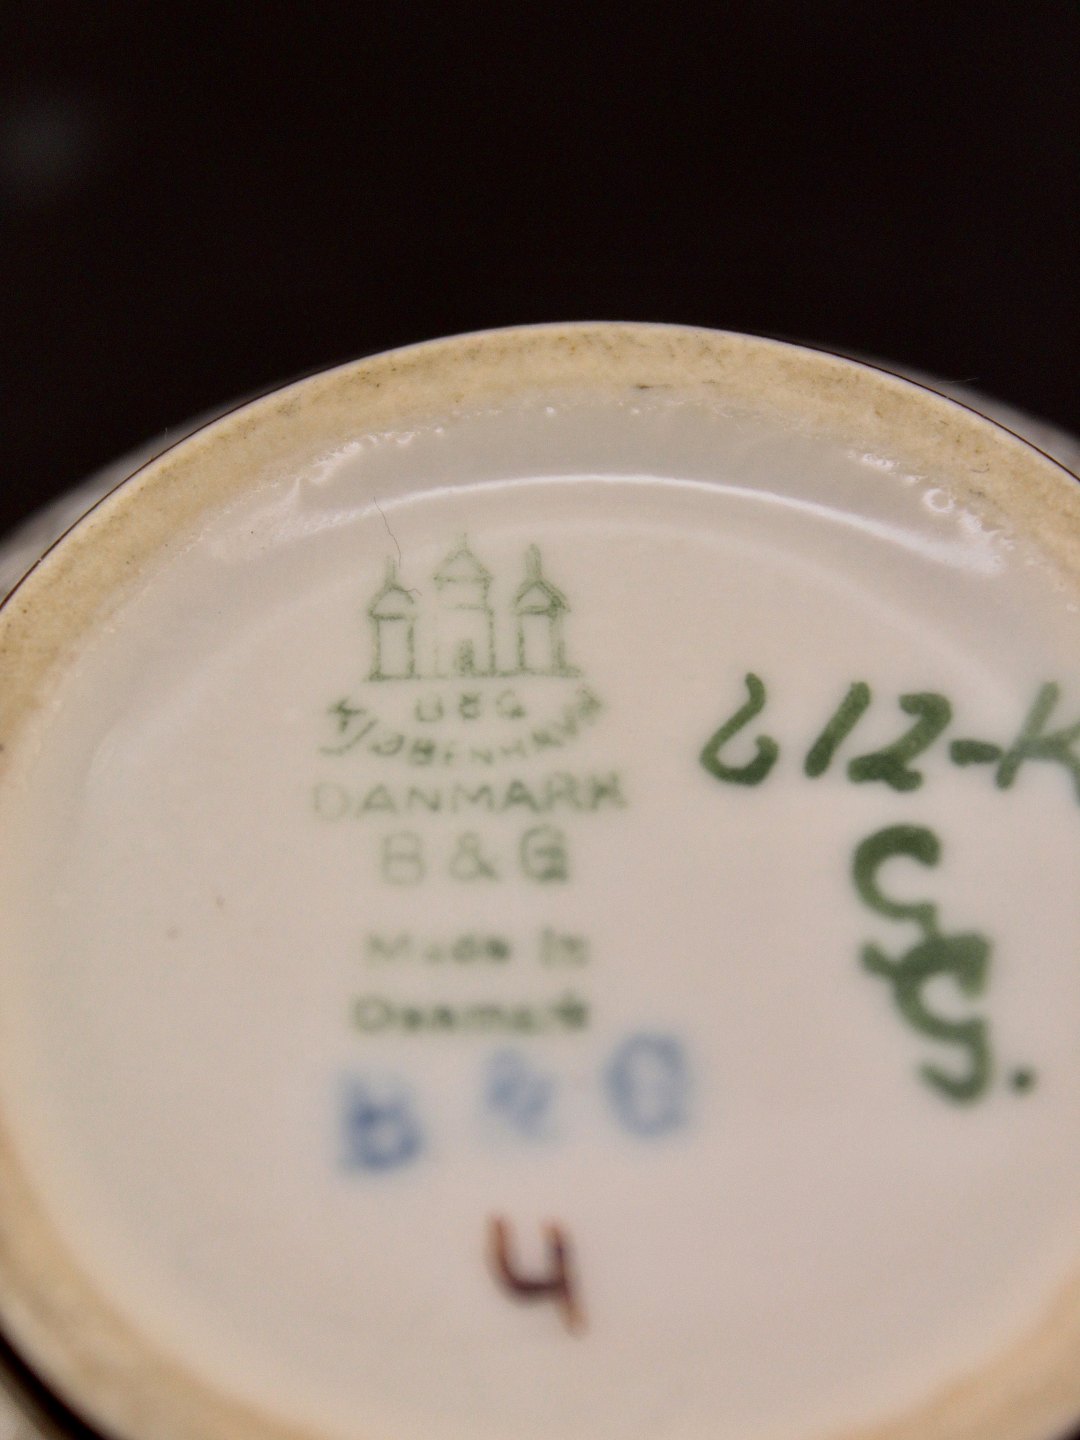 B&G
KJØBENHAVN
DANMARK
B & G
Made in
Denmark
B & G
4
612-K